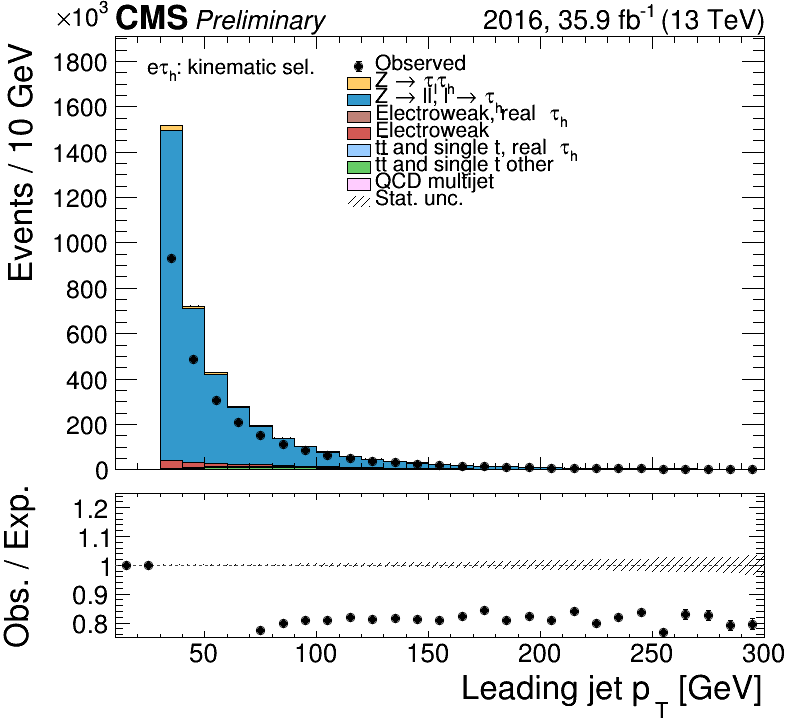 ×10³ CMS Preliminary 2016, 35.9 fb⁻¹ (13 TeV)
eτh: kinematic sel.
Observed
Z → τlτh
Z → ll, l → τh
Electroweak, real τh
Electroweak
tt̅ and single t, real τh
tt̅ and single t other
QCD multijet
Stat. unc.
Events / 10 GeV
1800
1600
1400
1200
1000
800
600
400
200
0
Obs. / Exp.
1.2
1.1
1
0.9
0.8
50 100 150 200 250 300
Leading jet pT [GeV]